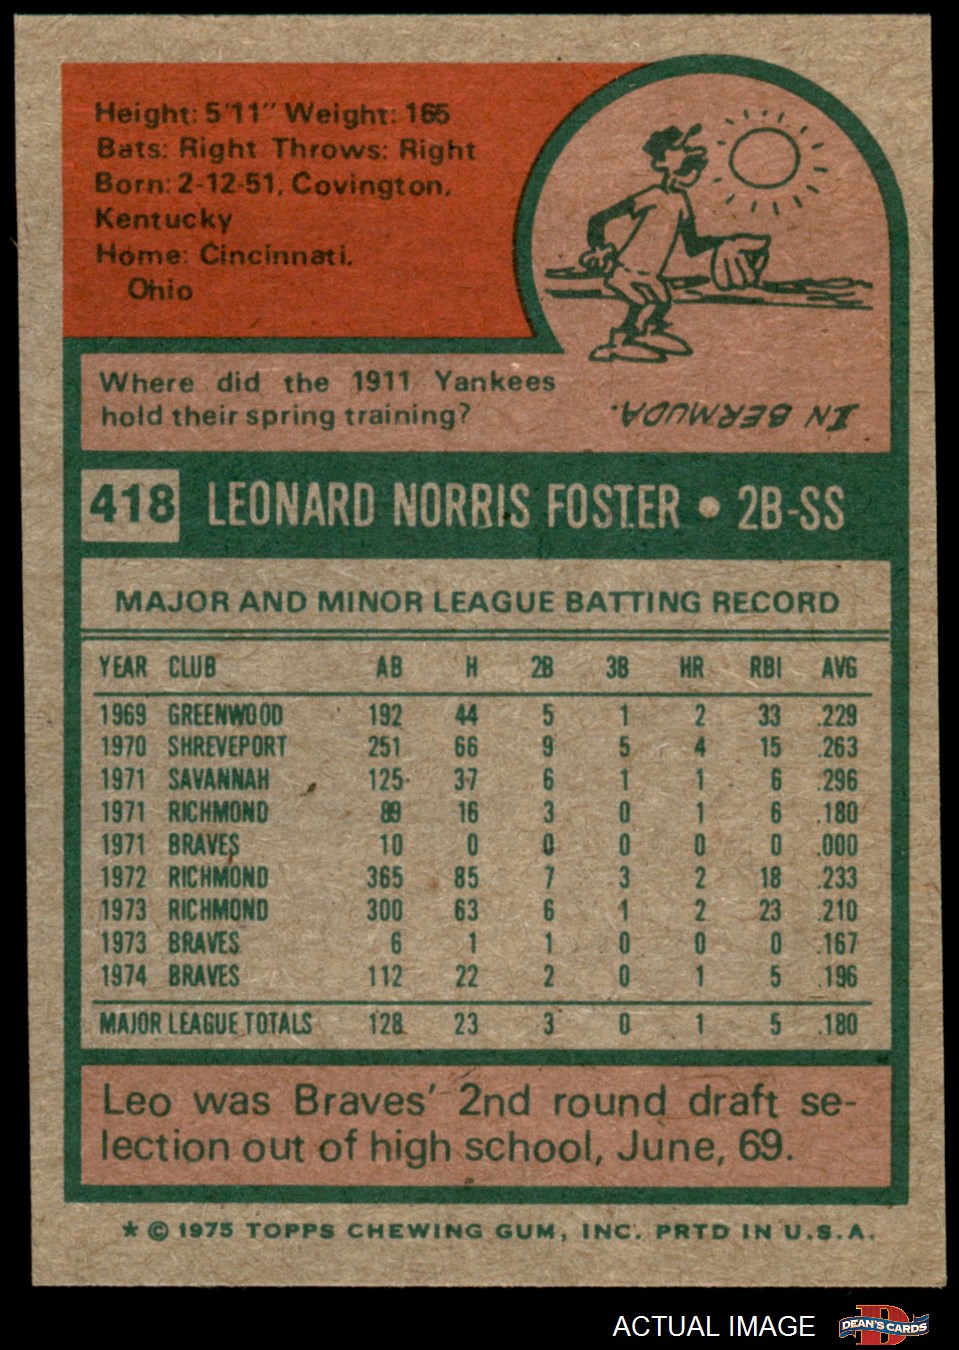 Height: 5'11" Weight: 165
Bats: Right Throws: Right
Born: 2-12-51, Covington,
Kentucky
Home: Cincinnati,
Ohio
Where did the 1911 Yankees
hold their spring training?
IN BERMUDA.
418 LEONARD NORRIS FOSTER • 2B-SS
MAJOR AND MINOR LEAGUE BATTING RECORD
YEAR CLUB AB H 2B 3B HR RBI AVG
1969 GREENWOOD 192 44 5 1 2 33 .229
1970 SHREVEPORT 251 66 9 5 4 15 .263
1971 SAVANNAH 125 37 6 1 1 6 .296
1971 RICHMOND 89 16 3 0 1 6 .180
1971 BRAVES 10 0 0 0 0 0 .000
1972 RICHMOND 365 85 7 3 2 18 .233
1973 RICHMOND 300 63 6 1 2 23 .210
1973 BRAVES 6 1 1 0 0 0 .167
1974 BRAVES 112 22 2 0 1 5 .196
MAJOR LEAGUE TOTALS 128 23 3 0 1 5 .180
Leo was Braves' 2nd round draft se-
lection out of high school, June, 69.
* © 1975 TOPPS CHEWING GUM, INC. PRTD IN U.S.A.
ACTUAL IMAGE D DEAN'S CARDS